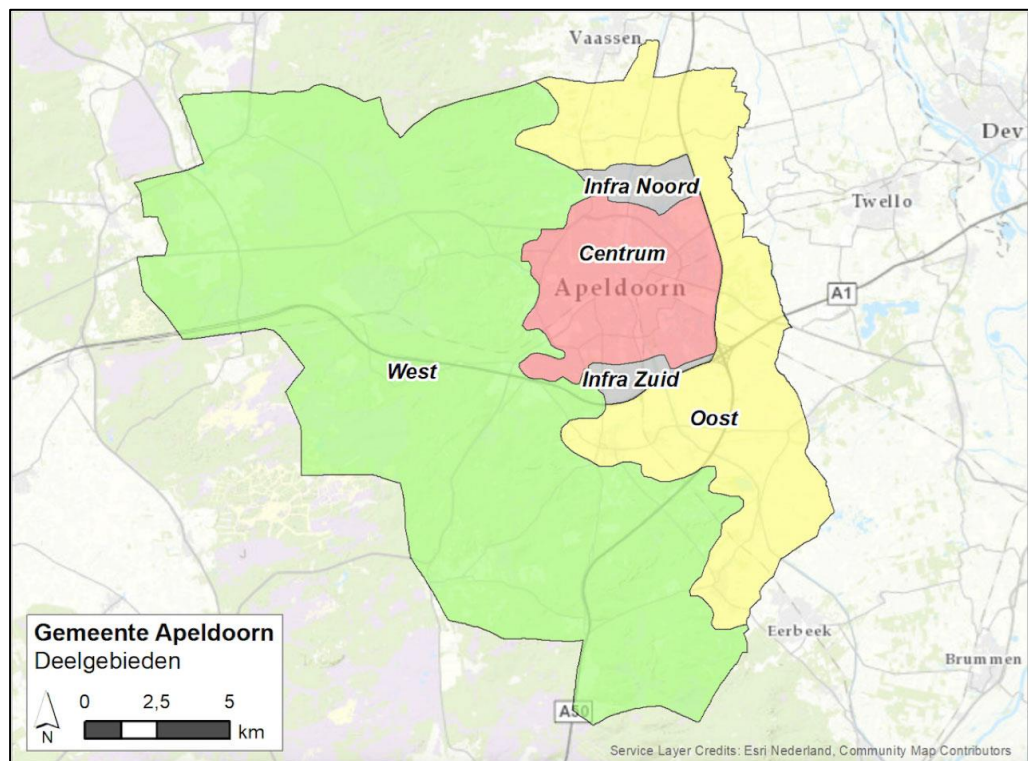 Vaassen
Dev
Infra Noord
Twello
Centrum
Apeldoorn
A1
West
Infra Zuid
Oost
Gemeente Apeldoorn
Deelgebieden
0 2,5 5
km
N
Eerbeek
Brummen
A50
Service Layer Credits: Esri Nederland, Community Map Contributors